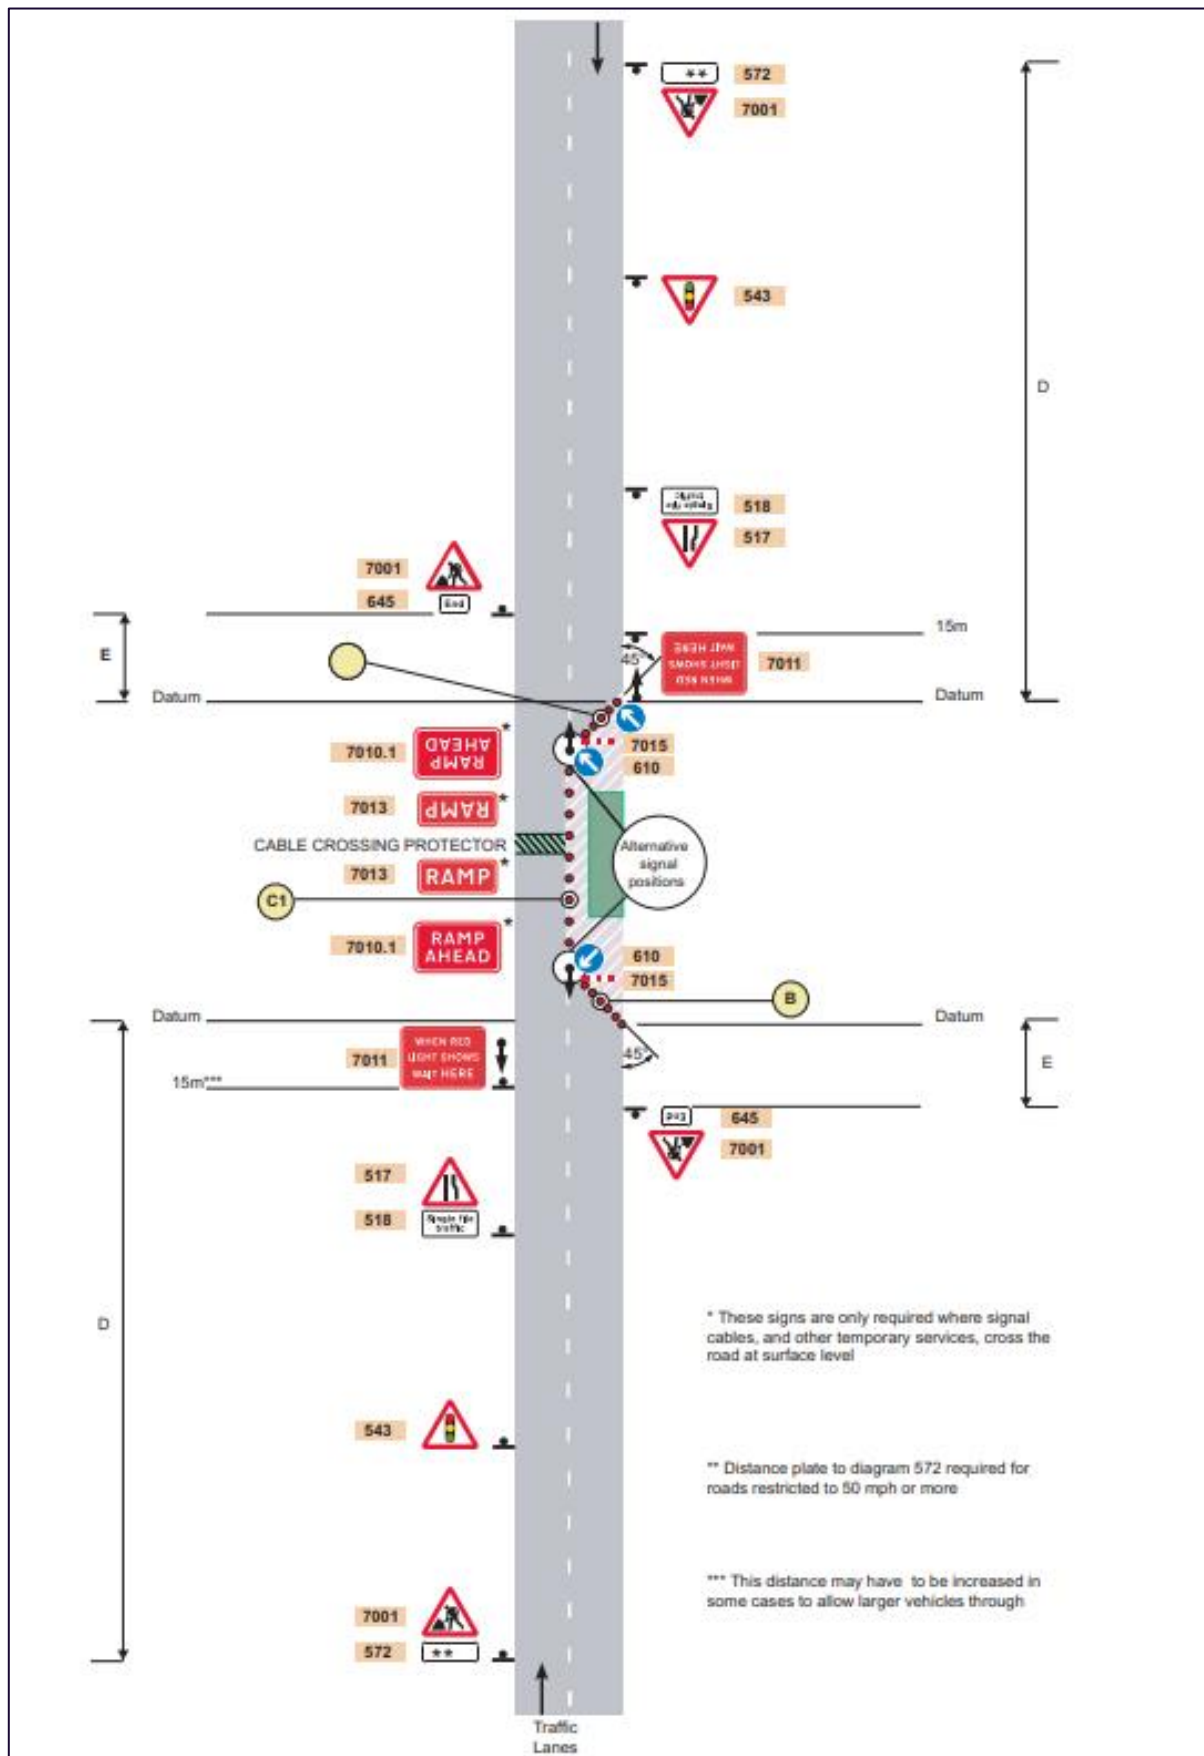 **
572
7001
543
D
Single file
traffic
518
517
7001
645
End
E
15m
45°
WHEN RED
LIGHT SHOWS
WAIT HERE
7011
Datum
Datum
7010.1
RAMP
AHEAD
*
7015
610
7013
RAMP
*
CABLE CROSSING PROTECTOR
Alternative
signal
positions
7013
RAMP
*
C1
7010.1
RAMP
AHEAD
*
610
7015
B
Datum
Datum
7011
WHEN RED
LIGHT SHOWS
WAIT HERE
45°
E
15m***
End
645
7001
517
518
Single file
traffic
D
* These signs are only required where signal
cables, and other temporary services, cross the
road at surface level
543
** Distance plate to diagram 572 required for
roads restricted to 50 mph or more
*** This distance may have to be increased in
some cases to allow larger vehicles through
7001
572
**
Traffic
Lanes